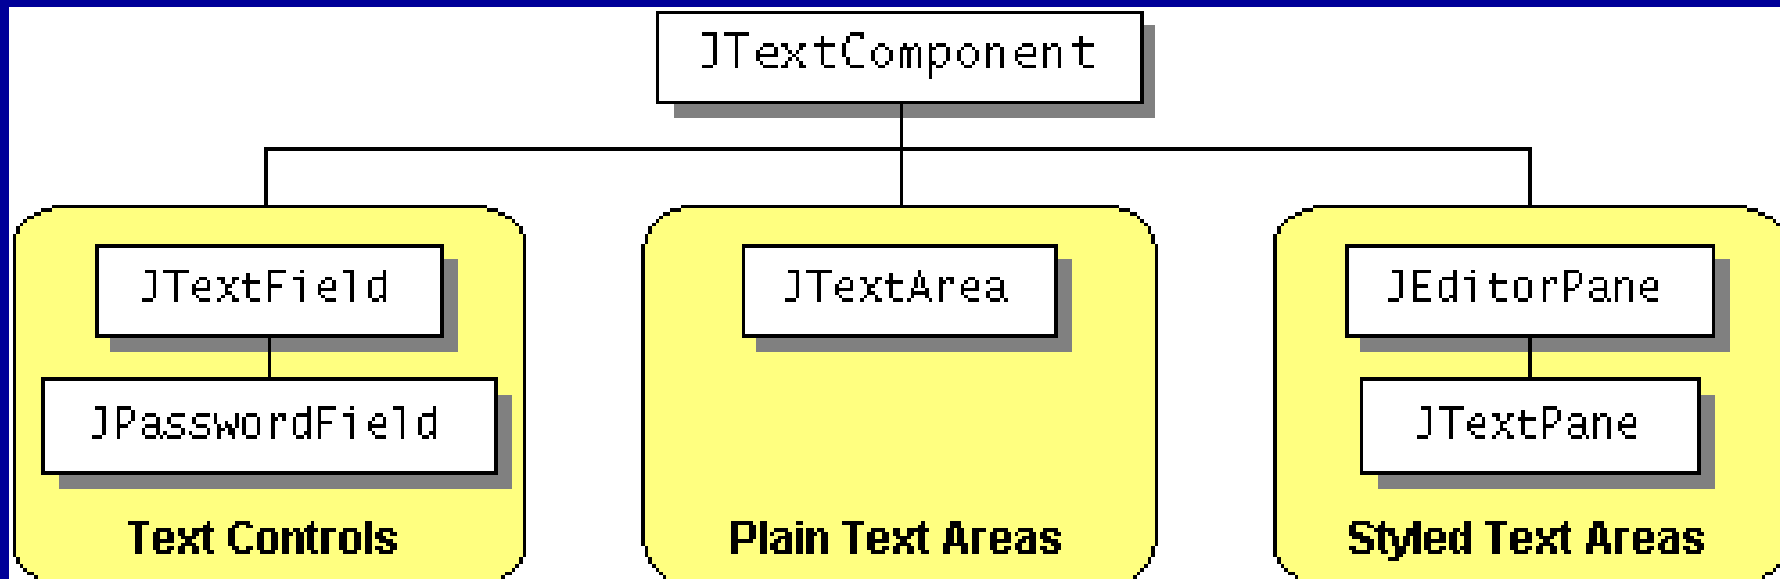 JTextComponent
JTextField
JPasswordField
Text Controls
JTextArea
Plain Text Areas
JEditorPane
JTextPane
Styled Text Areas